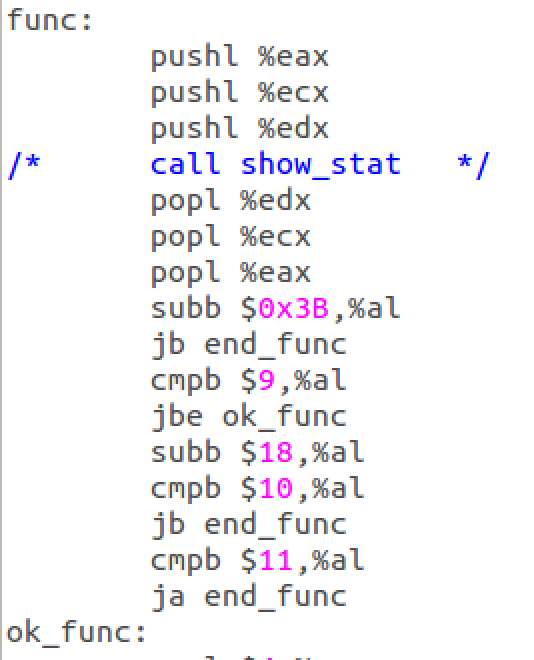 func:
pushl %eax
pushl %ecx
pushl %edx
/* call show_stat */
popl %edx
popl %ecx
popl %eax
subb $0x3B,%al
jb end_func
cmpb $9,%al
jbe ok_func
subb $18,%al
cmpb $10,%al
jb end_func
cmpb $11,%al
ja end_func
ok_func: